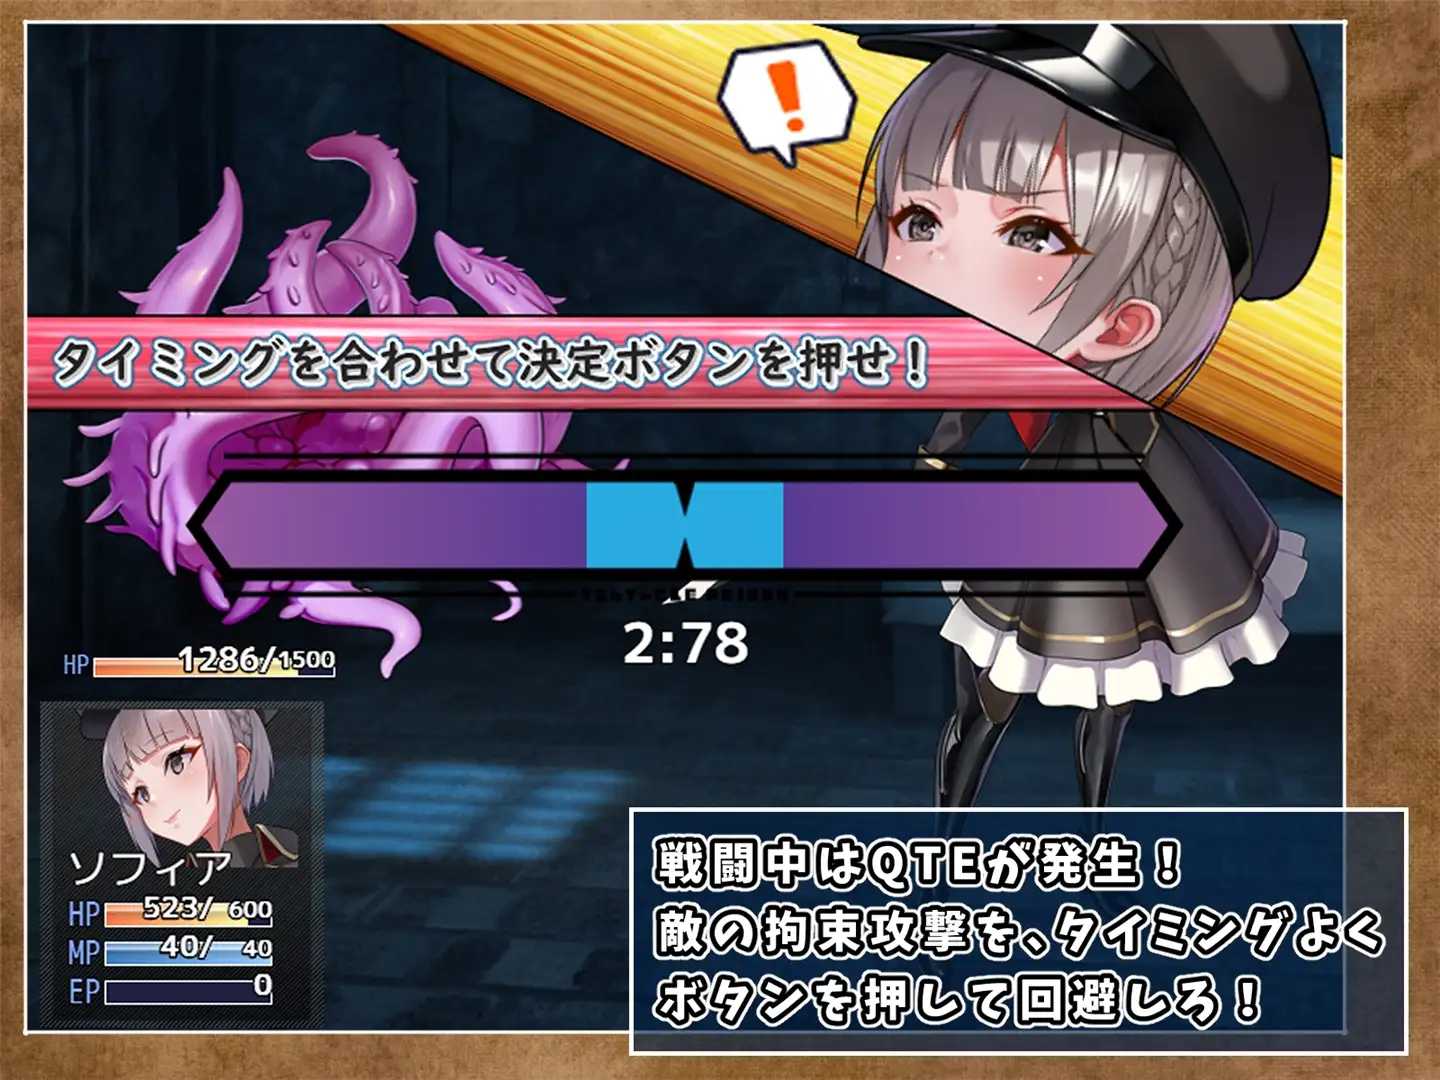 !
タイミングを合わせて決定ボタンを押せ！
2:78
HP 1286/1500
ソフィア
HP 523/ 600
MP 40/ 40
EP 0
戦闘中はQTEが発生！
敵の拘束攻撃を、タイミングよく
ボタンを押して回避しろ！